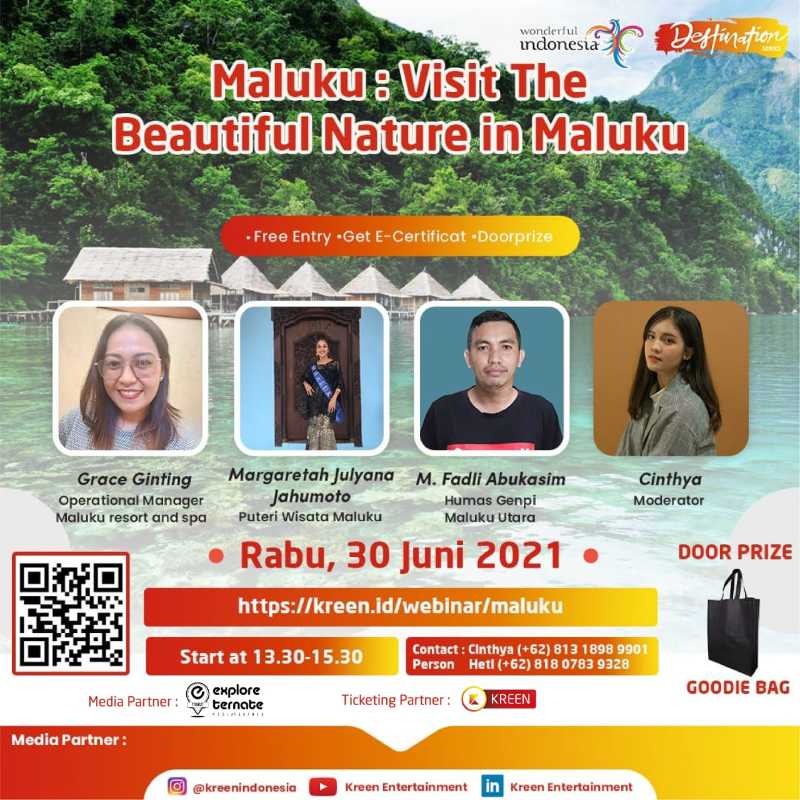 wonderful
indonesia
Destination
SERIES
Maluku : Visit The
Beautiful Nature in Maluku
• Free Entry •Get E-Certificat •Doorprize
Grace Ginting
Operational Manager
Maluku resort and spa
Margaretah Julyana
Jahumoto
Puteri Wisata Maluku
M. Fadli Abukasim
Humas Genpi
Maluku Utara
Cinthya
Moderator
• Rabu, 30 Juni 2021 •
https://kreen.id/webinar/maluku
Start at 13.30-15.30
Contact : Cinthya (+62) 813 1898 9901
Person Heti (+62) 818 0783 9328
DOOR PRIZE
GOODIE BAG
Media Partner :
explore
ternate
Ticketing Partner :
KREEN
Media Partner :
@kreenindonesia
Kreen Entertainment
Kreen Entertainment